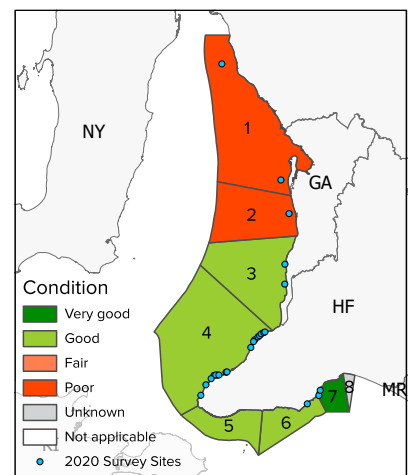 NY
1
GA
2
3
HF
4
MR
8
7
6
5
Condition
Very good
Good
Fair
Poor
Unknown
Not applicable
2020 Survey Sites